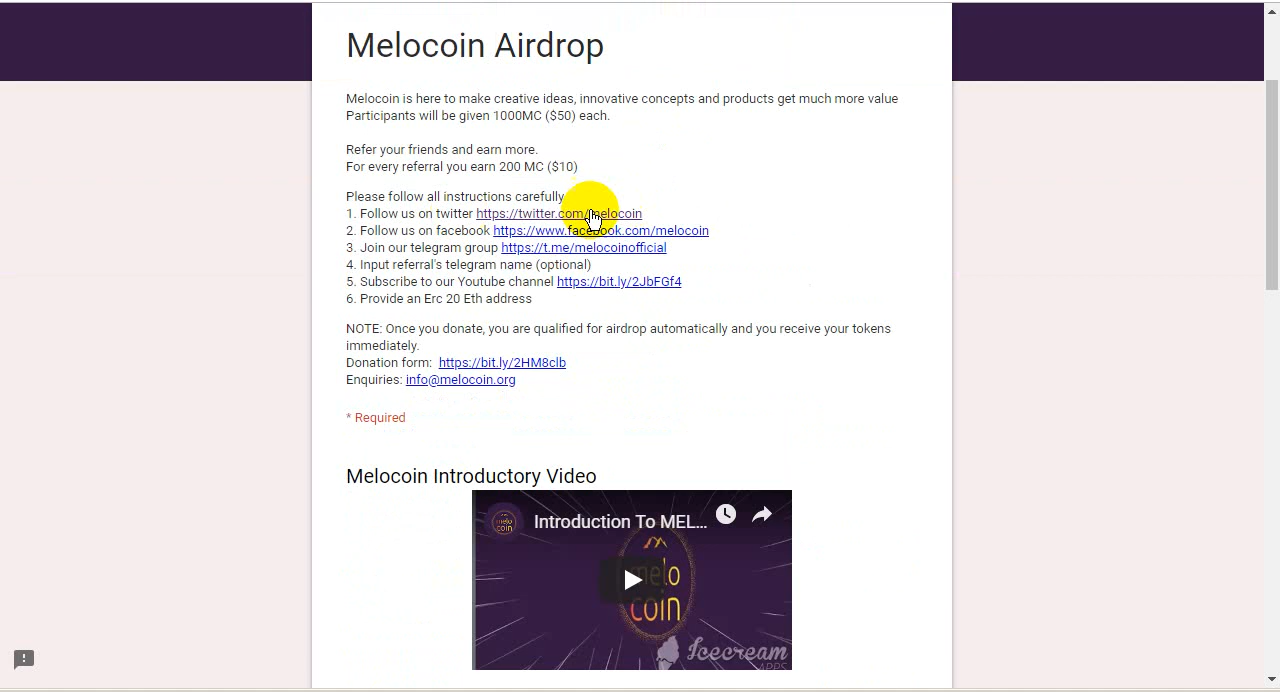 Melocoin Airdrop
Melocoin is here to make creative ideas, innovative concepts and products get much more value
Participants will be given 1000MC ($50) each.
Refer your friends and earn more.
For every referral you earn 200 MC ($10)
Please follow all instructions carefully
1. Follow us on twitter https://twitter.com/melocoin
2. Follow us on facebook https://www.facebook.com/melocoin
3. Join our telegram group https://t.me/melocoinofficial
4. Input referral's telegram name (optional)
5. Subscribe to our Youtube channel https://bit.ly/2JbFGf4
6. Provide an Erc 20 Eth address
NOTE: Once you donate, you are qualified for airdrop automatically and you receive your tokens
immediately.
Donation form: https://bit.ly/2HM8clb
Enquiries: info@melocoin.org
* Required
Melocoin Introductory Video
melo
coin
Introduction To MEL...
melo
coin
Icecream
APPS